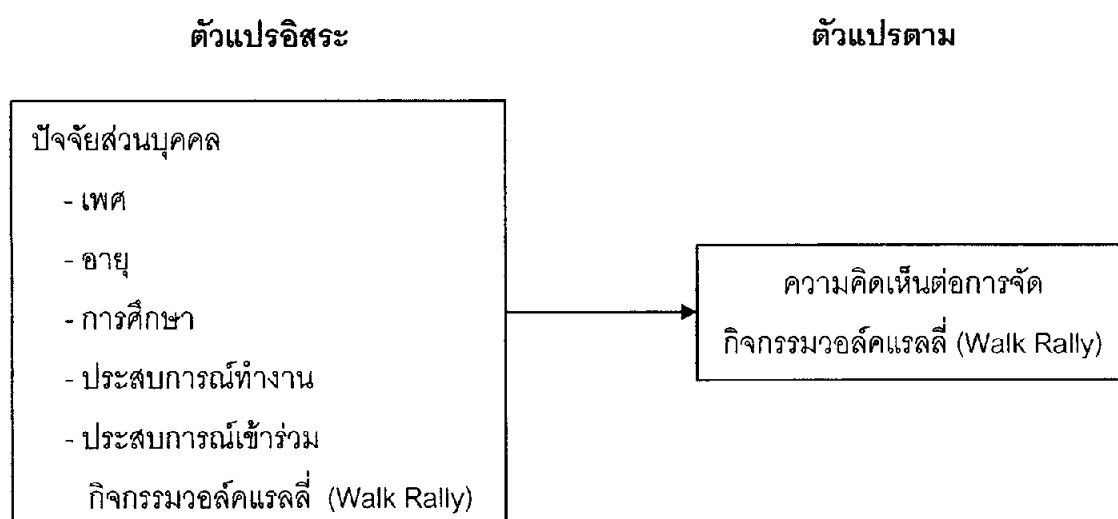 ตัวแปรอิสระ
ตัวแปรตาม
ปัจจัยส่วนบุคคล
- เพศ
- อายุ
- การศึกษา
- ประสบการณ์ทำงาน
- ประสบการณ์เข้าร่วม
กิจกรรมวอล์คแรลลี่ (Walk Rally)
ความคิดเห็นต่อการจัด
กิจกรรมวอล์คแรลลี่ (Walk Rally)